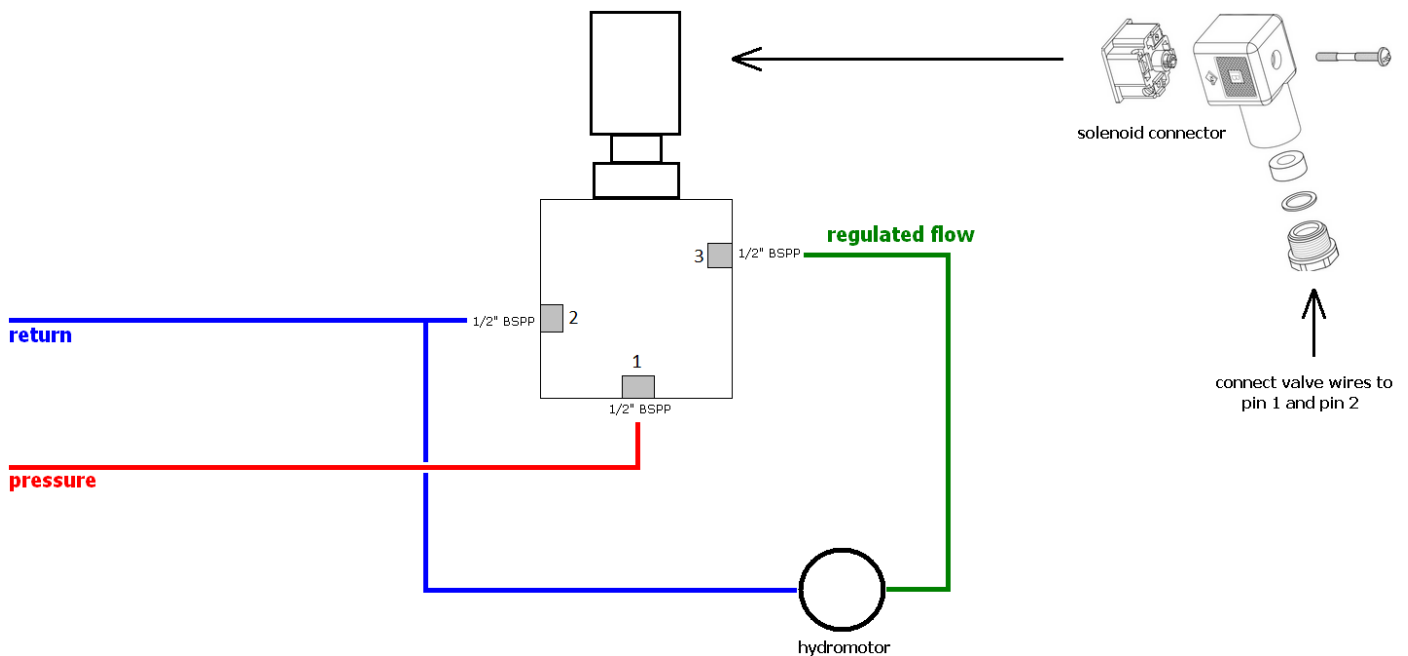 solenoid connector
regulated flow
3
1/2" BSPP
1/2" BSPP
2
return
1
1/2" BSPP
connect valve wires to
pin 1 and pin 2
pressure
hydromotor